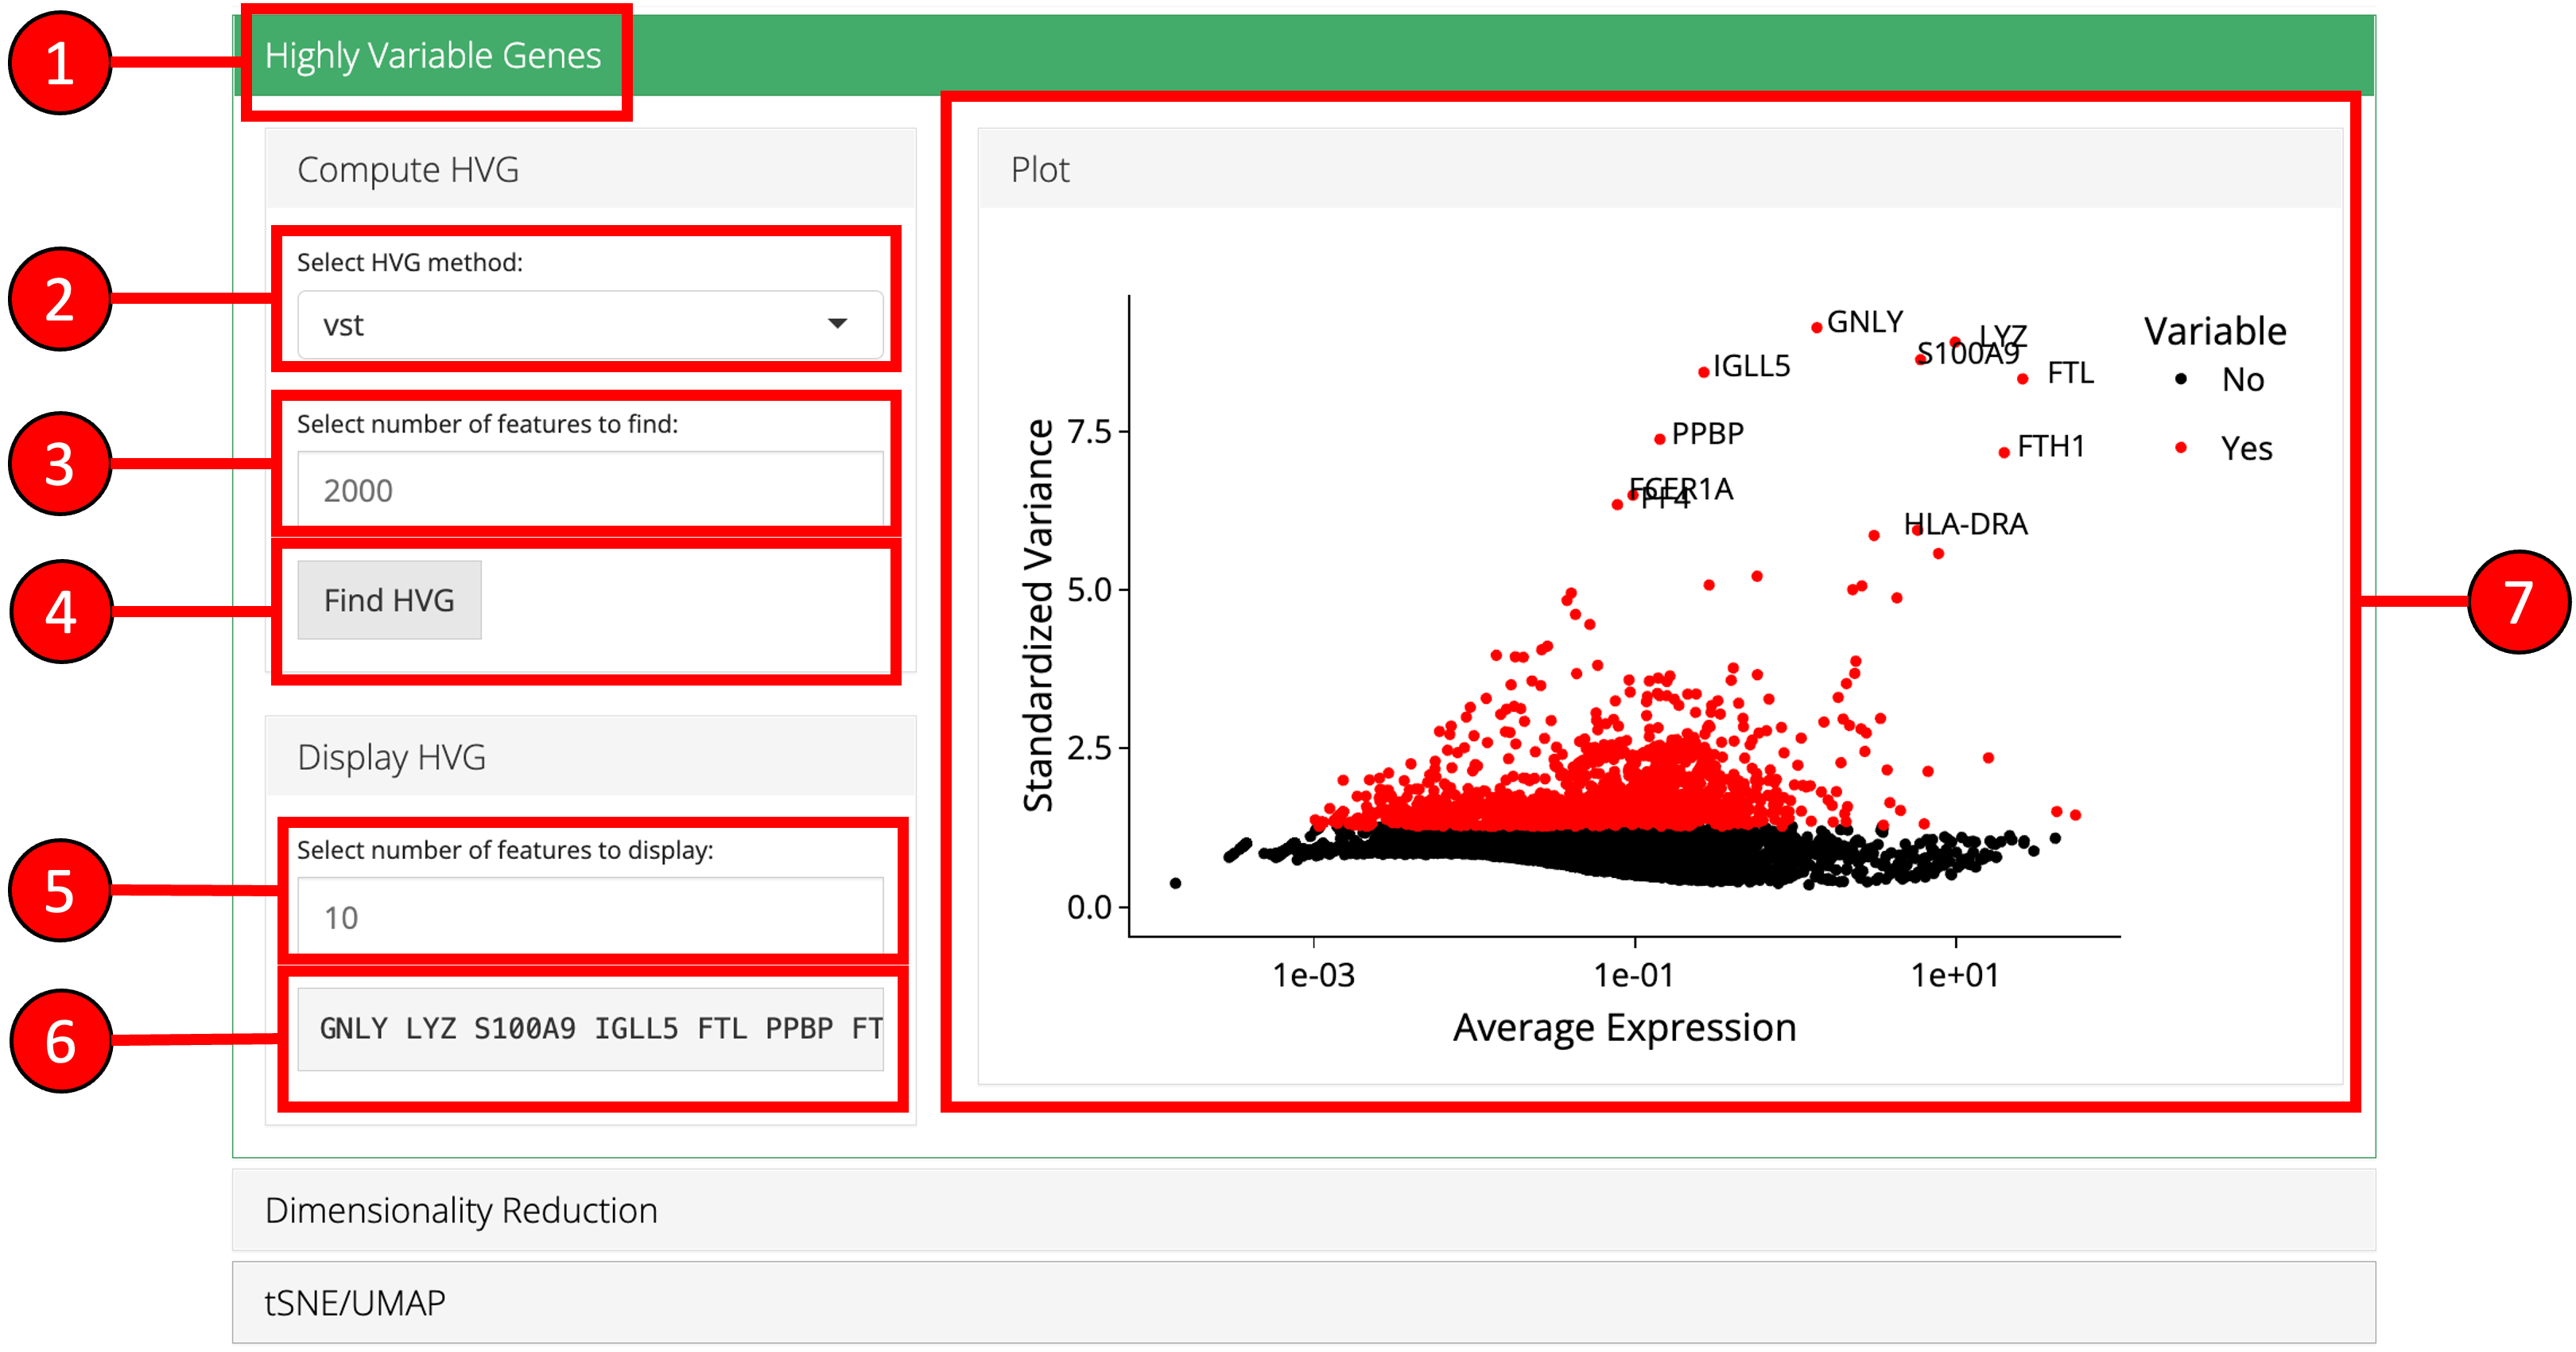 1
Highly Variable Genes
Compute HVG
2
Select HVG method:
vst
3
Select number of features to find:
2000
4
Find HVG
Display HVG
5
Select number of features to display:
10
6
GNLY LYZ S100A9 IGLL5 FTL PPBP FT
7
Plot
GNLY
LYZ
S100A9
IGLL5
FTL
PPBP
FTH1
FCER1A
PF4
HLA-DRA
Variable
No
Yes
Standardized Variance
7.5
5.0
2.5
0.0
1e-03 1e-01 1e+01
Average Expression
Dimensionality Reduction
tSNE/UMAP